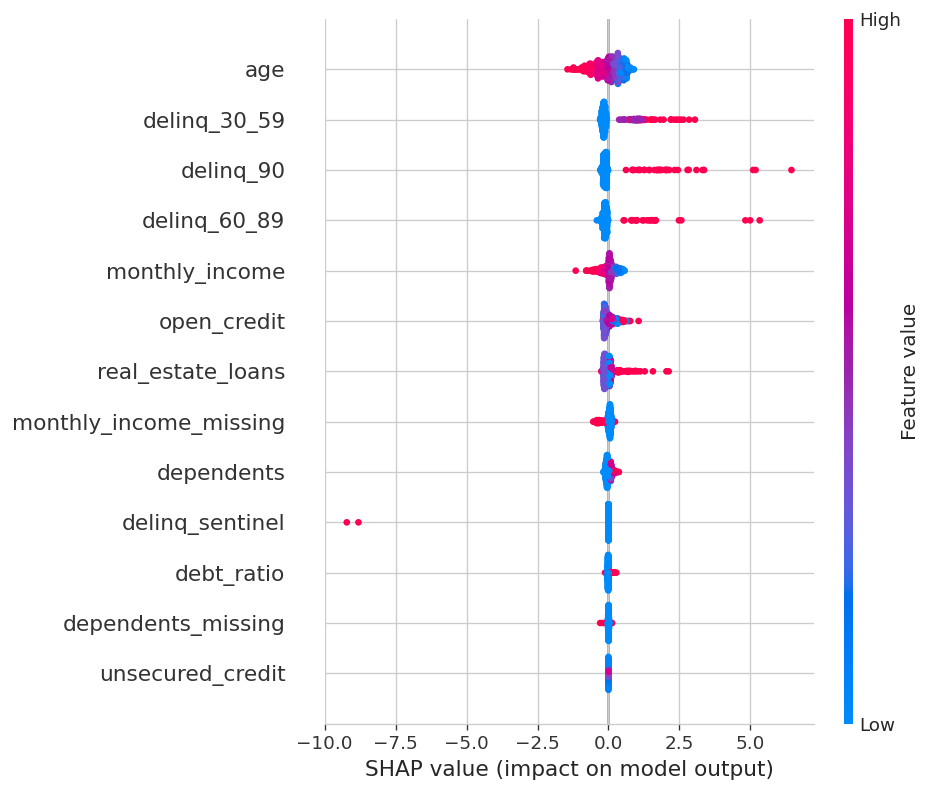 High
age
delinq_30_59
delinq_90
delinq_60_89
monthly_income
open_credit
real_estate_loans
monthly_income_missing
dependents
delinq_sentinel
debt_ratio
dependents_missing
unsecured_credit
Feature value
Low
−10.0 −7.5 −5.0 −2.5 0.0 2.5 5.0
SHAP value (impact on model output)